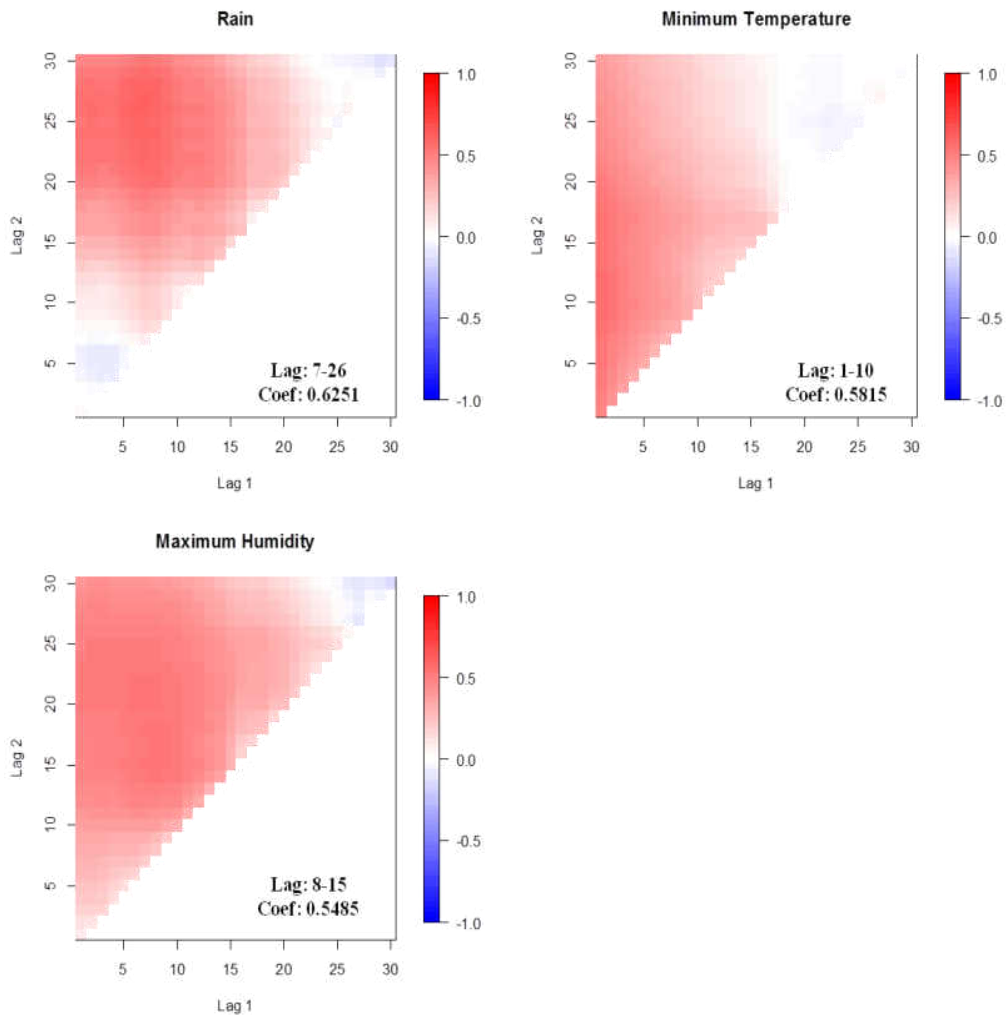 Rain
30
25
20
15
10
5
Lag 2
5 10 15 20 25 30
Lag 1
Lag: 7-26
Coef: 0.6251
1.0
0.5
0.0
-0.5
-1.0
Minimum Temperature
30
25
20
15
10
5
Lag 2
5 10 15 20 25 30
Lag 1
Lag: 1-10
Coef: 0.5815
1.0
0.5
0.0
-0.5
-1.0
Maximum Humidity
30
25
20
15
10
5
Lag 2
5 10 15 20 25 30
Lag 1
Lag: 8-15
Coef: 0.5485
1.0
0.5
0.0
-0.5
-1.0